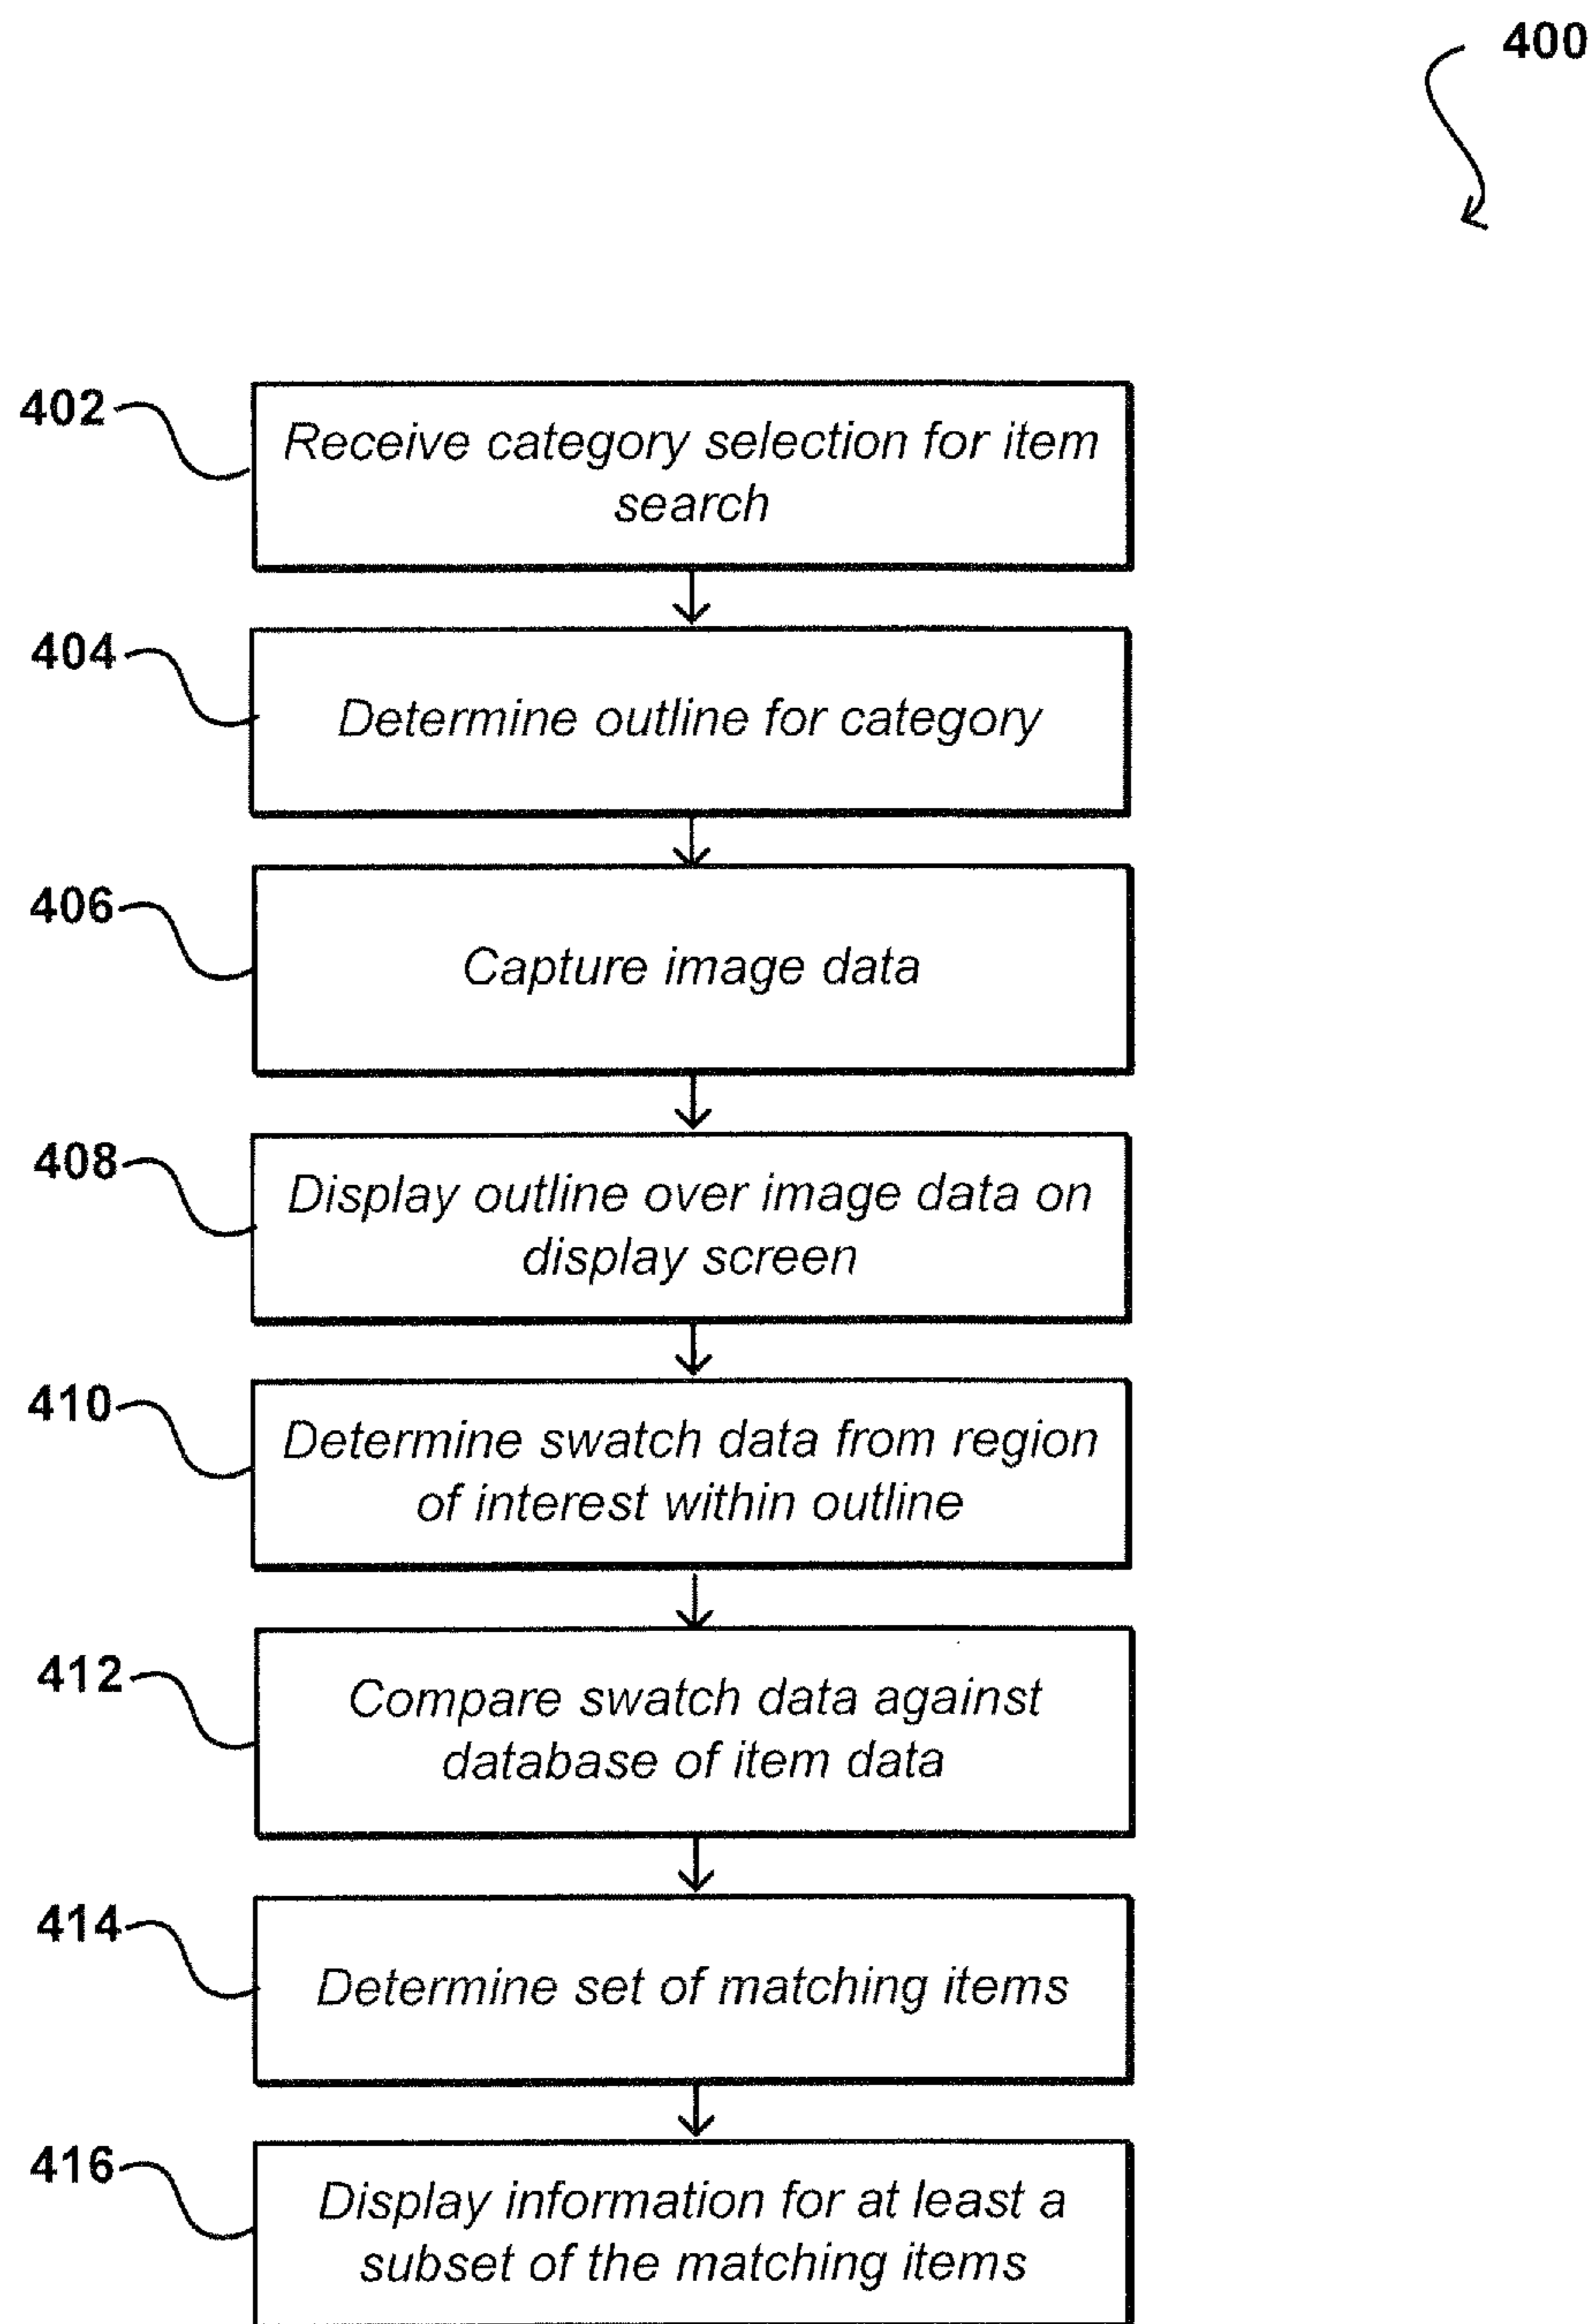 400
402
Receive category selection for item
search
404
Determine outline for category
406
Capture image data
408
Display outline over image data on
display screen
410
Determine swatch data from region
of interest within outline
412
Compare swatch data against
database of item data
414
Determine set of matching items
416
Display information for at least a
subset of the matching items